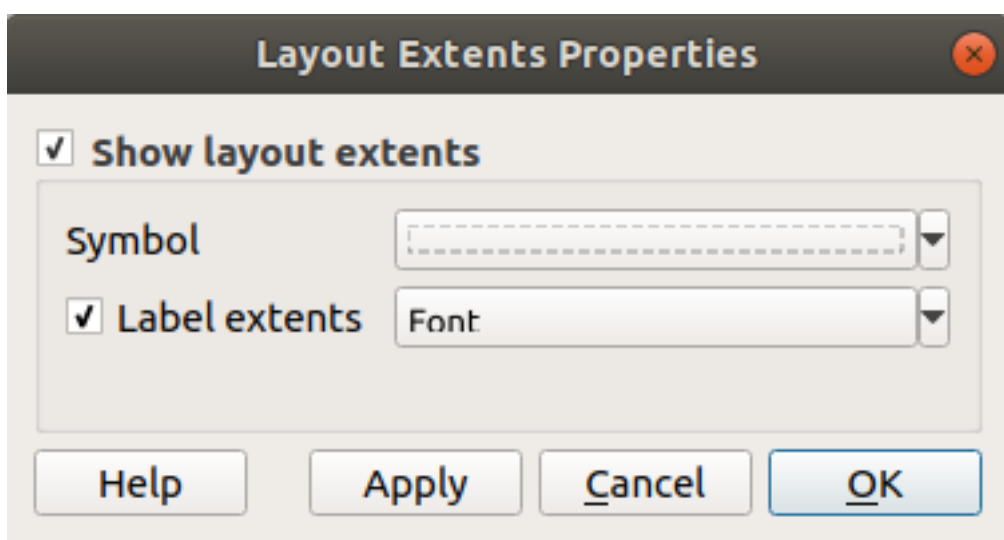 Layout Extents Properties
Show layout extents
Symbol
Label extents Font
Help Apply Cancel OK